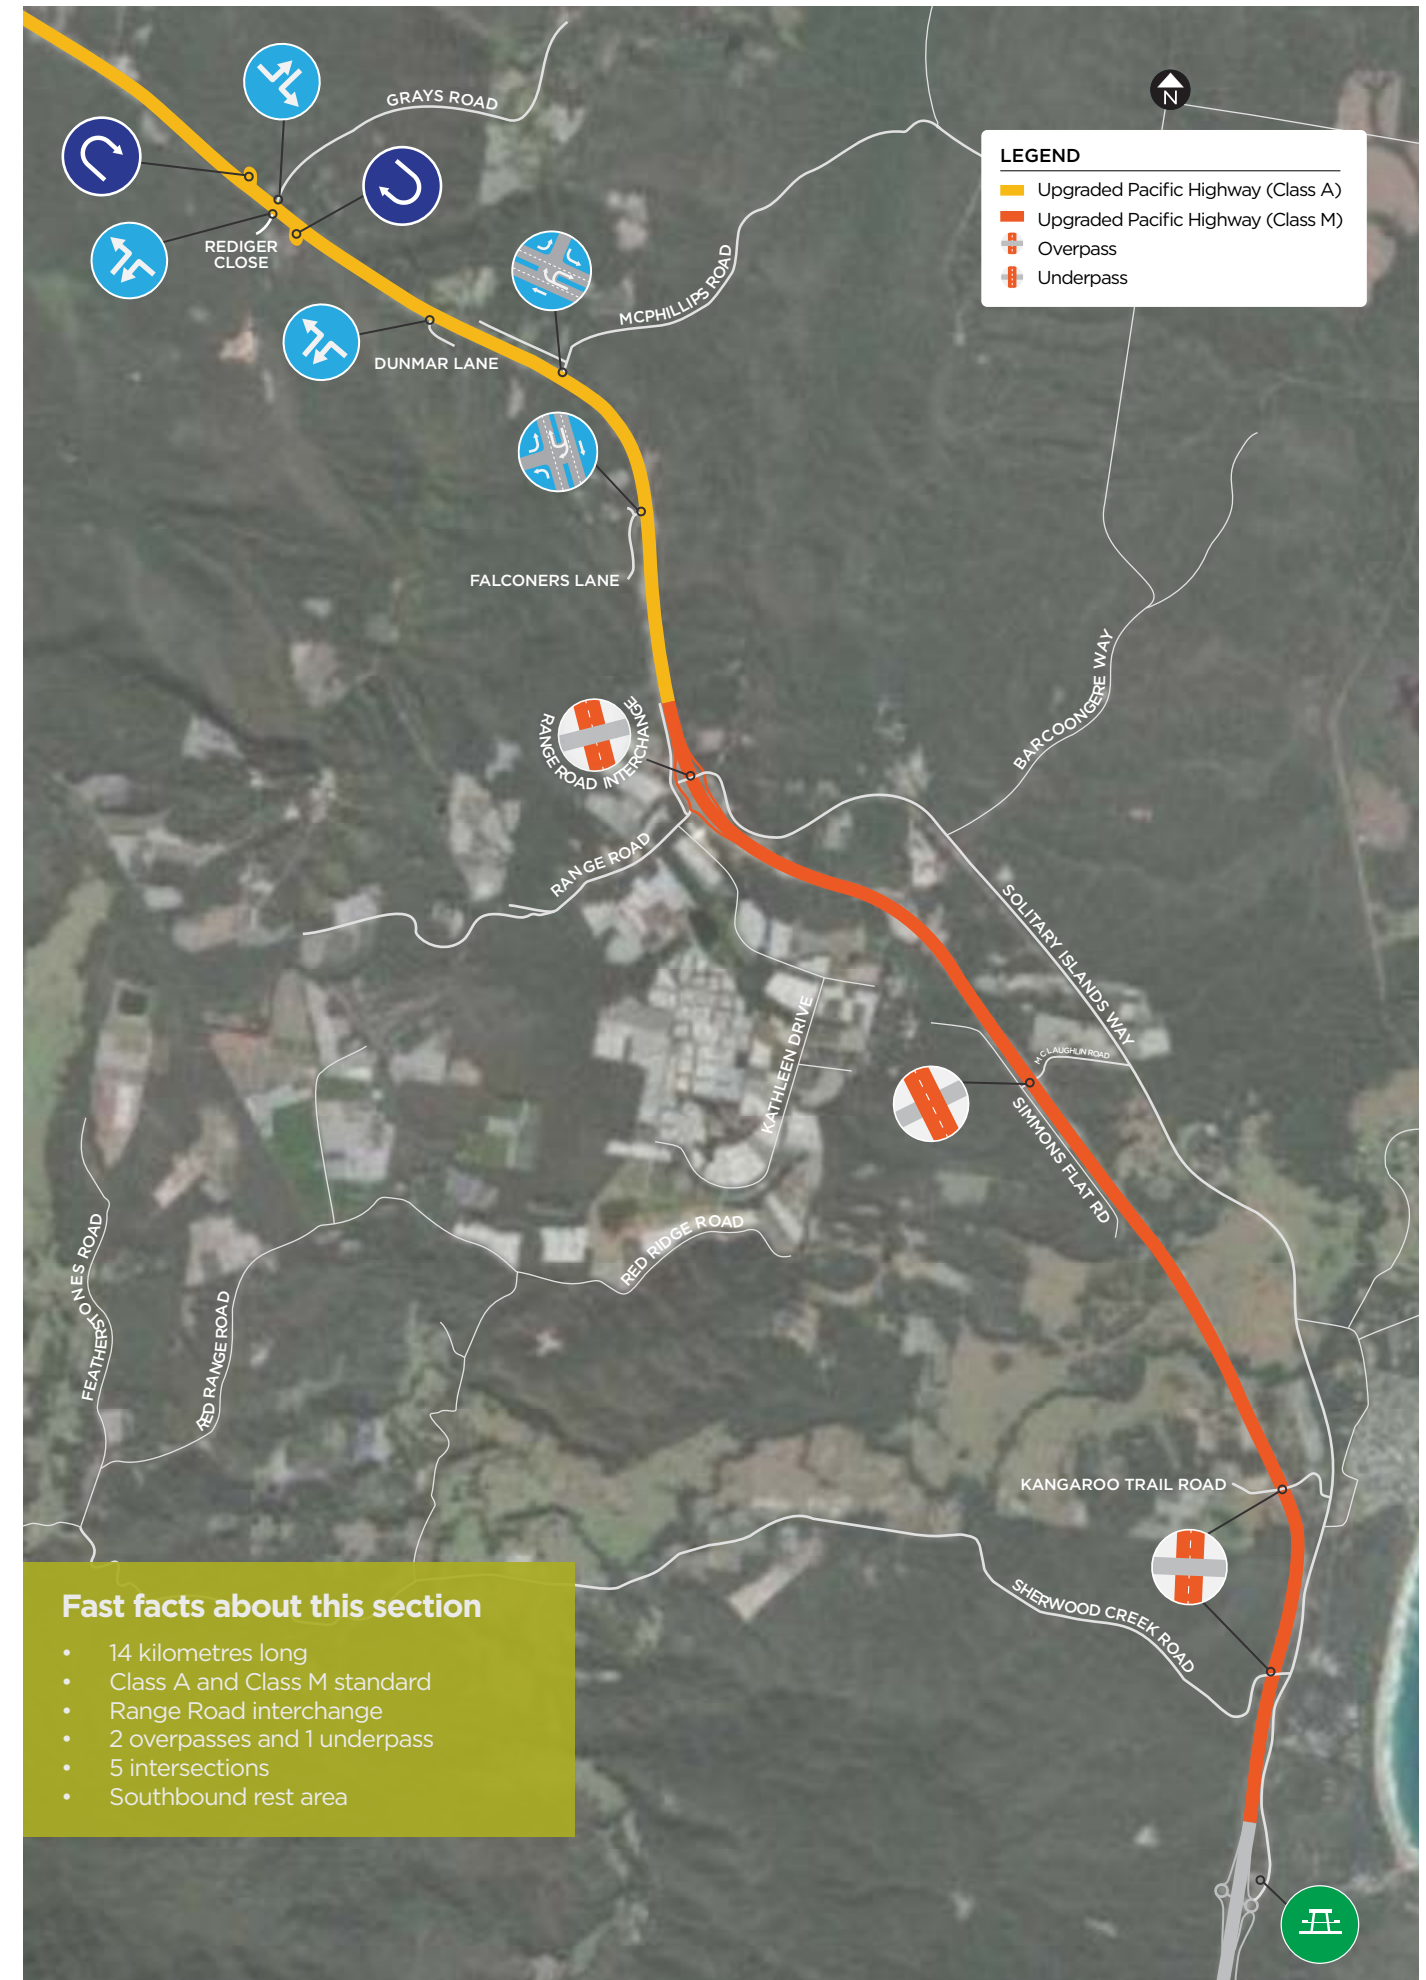 GRAYS ROAD
N
LEGEND
Upgraded Pacific Highway (Class A)
Upgraded Pacific Highway (Class M)
Overpass
Underpass
REDIGER
CLOSE
MCPHILLIPS ROAD
DUNMAR LANE
FALCONERS LANE
BARCOONGERE WAY
RANGE ROAD INTERCHANGE
RANGE ROAD
SOLITARY ISLANDS WAY
KATHLEEN DRIVE
MCLAUGHLIN ROAD
SIMMONS FLAT RD
RED RIDGE ROAD
FEATHERSTONES ROAD
RED RANGE ROAD
KANGAROO TRAIL ROAD
SHERWOOD CREEK ROAD
Fast facts about this section
• 14 kilometres long
• Class A and Class M standard
• Range Road interchange
• 2 overpasses and 1 underpass
• 5 intersections
• Southbound rest area